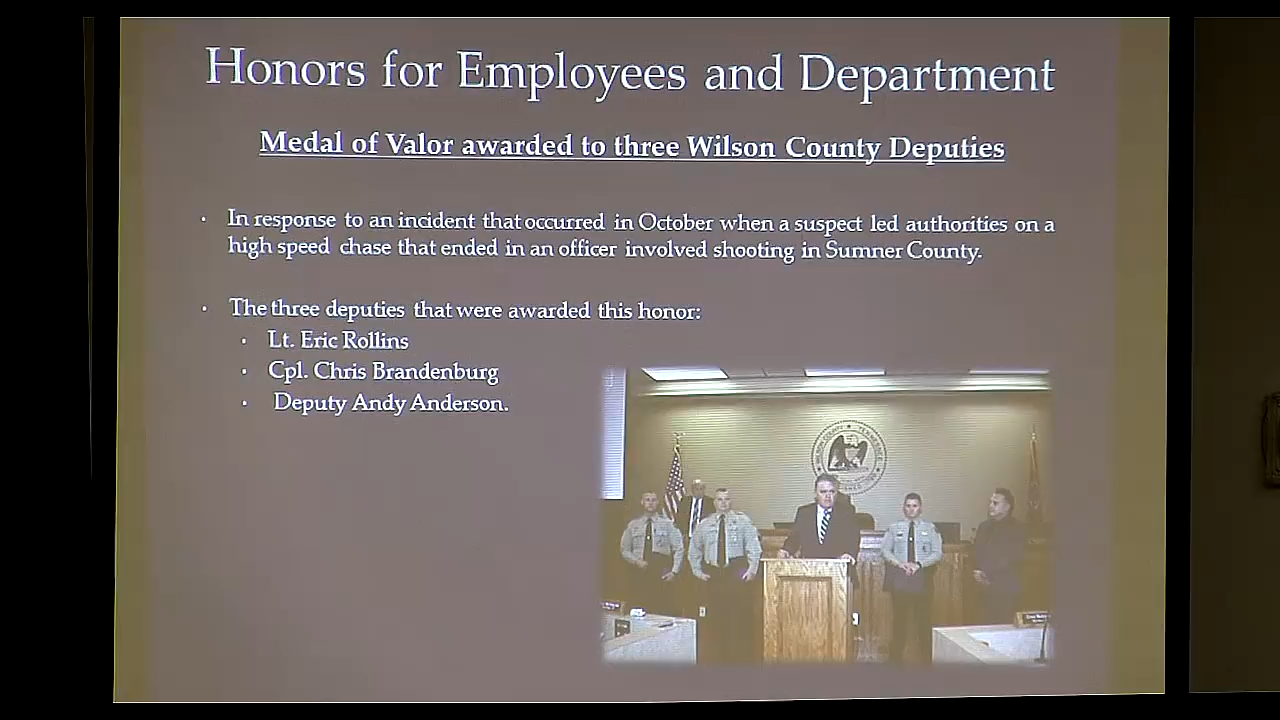 Honors for Employees and Department
Medal of Valor awarded to three Wilson County Deputies
• In response to an incident that occurred in October when a suspect led authorities on a
high speed chase that ended in an officer involved shooting in Sumner County.
• The three deputies that were awarded this honor:
• Lt. Eric Rollins
• Cpl. Chris Brandenburg
• Deputy Andy Anderson.